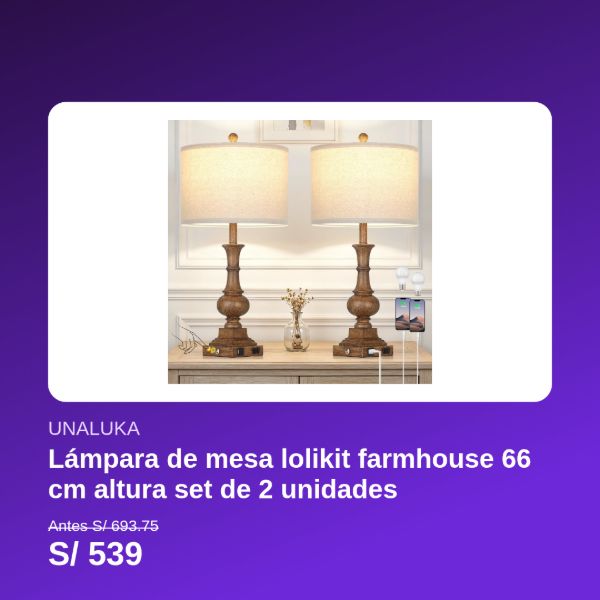 UNALUKA
Lámpara de mesa lolikit farmhouse 66
cm altura set de 2 unidades
Antes S/ 693.75
S/ 539